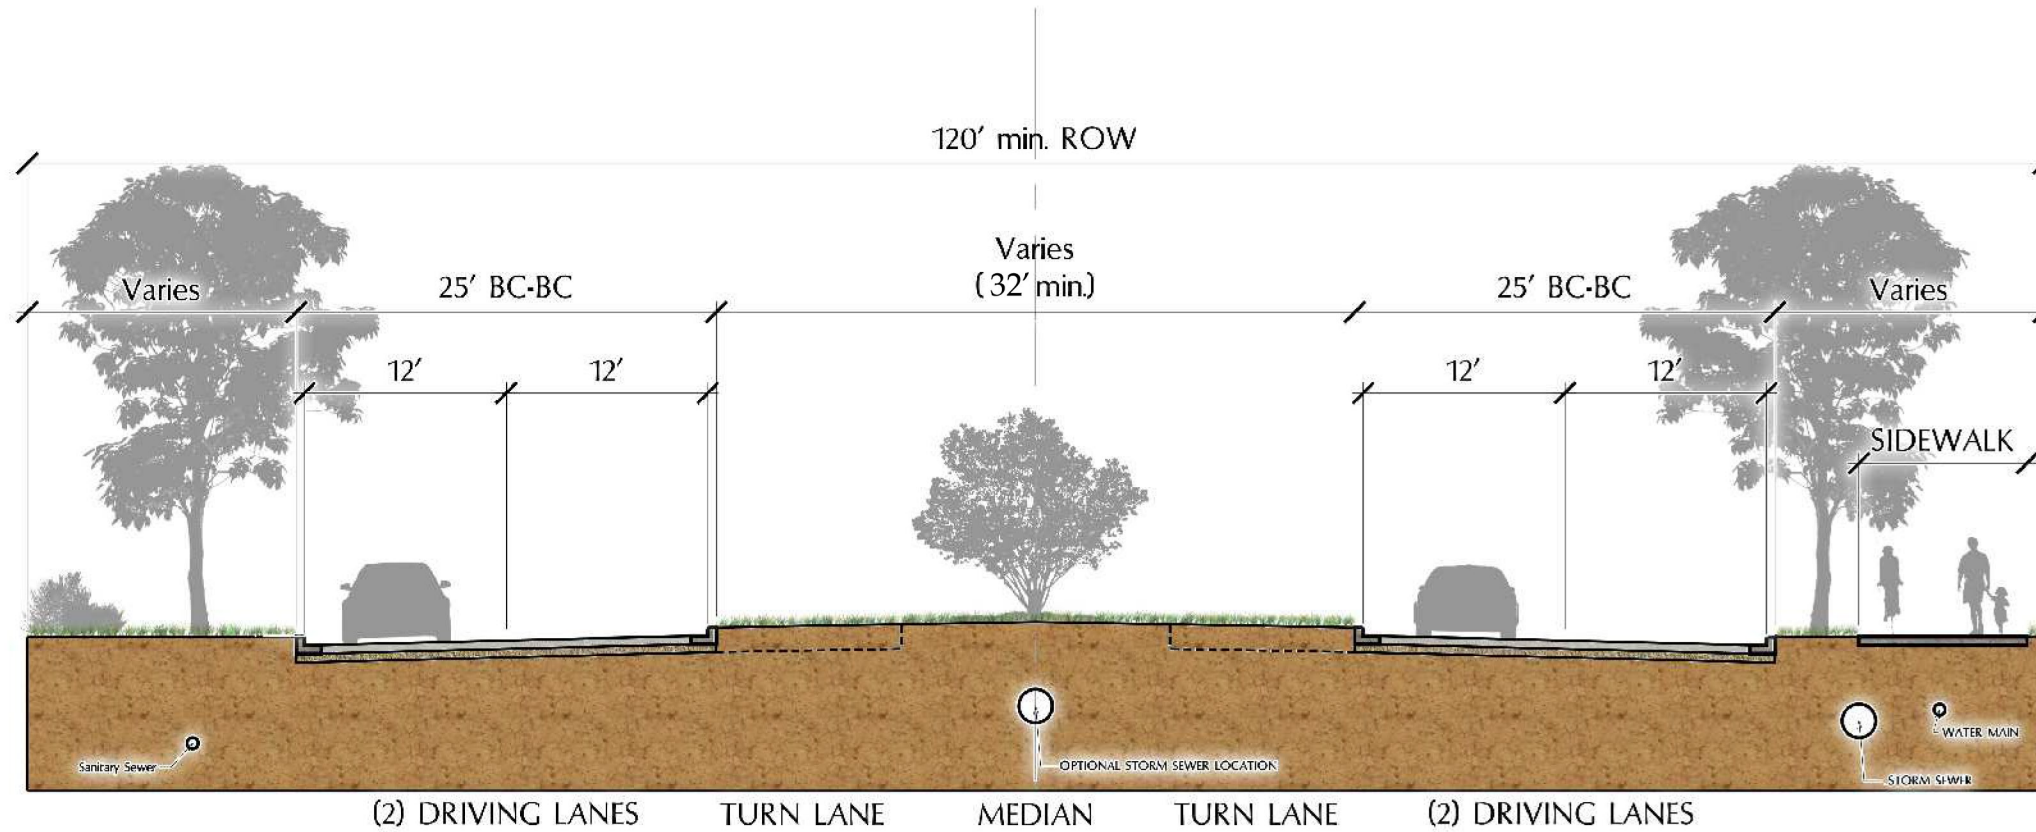 120' min. ROW
Varies
25' BC-BC
Varies
(32' min.)
25' BC-BC
Varies
12'
12'
12'
12'
SIDEWALK
Sanitary Sewer
OPTIONAL STORM SEWER LOCATION
WATER MAIN
STORM SEWER
(2) DRIVING LANES
TURN LANE
MEDIAN
TURN LANE
(2) DRIVING LANES